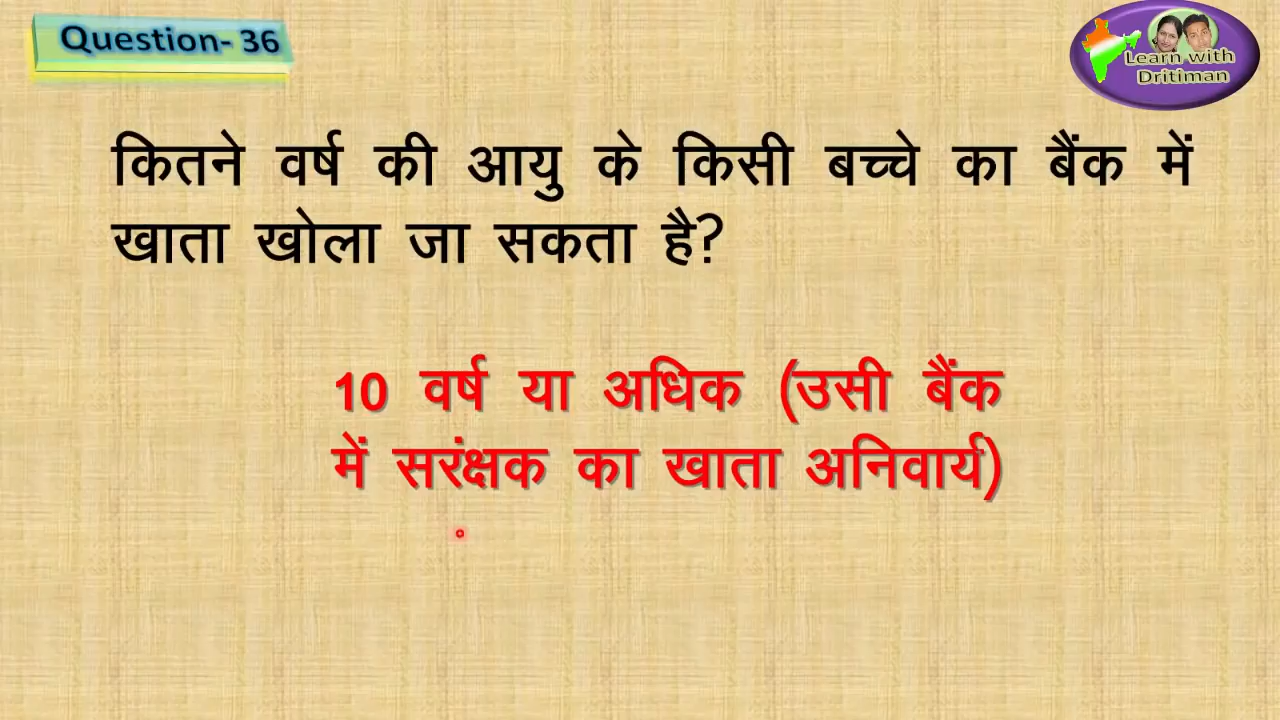 Question- 36
Learn with
Dritiman
कितने वर्ष की आयु के किसी बच्चे का बैंक में
खाता खोला जा सकता है?
10 वर्ष या अधिक (उसी बैंक
में सरंक्षक का खाता अनिवार्य)